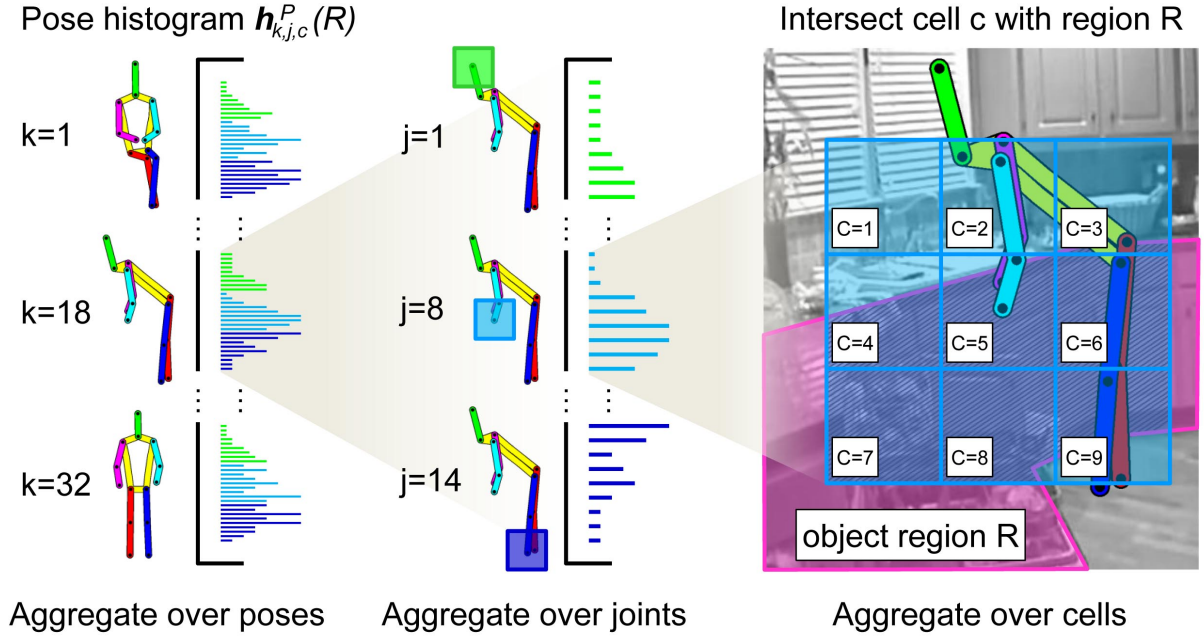 Pose histogram h^P_{k,j,c}(R)
Intersect cell c with region R
k=1
k=18
k=32
j=1
j=8
j=14
C=1
C=2
C=3
C=4
C=5
C=6
C=7
C=8
C=9
object region R
Aggregate over poses
Aggregate over joints
Aggregate over cells